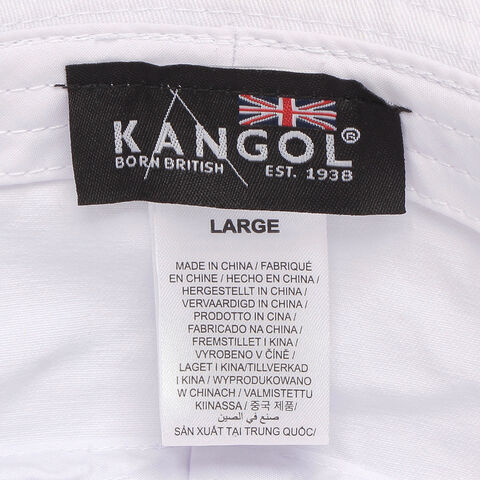 KANGOL®
BORN BRITISH EST. 1938
LARGE
MADE IN CHINA / FABRIQUÉ
EN CHINE / HECHO EN CHINA /
HERGESTELLT IN CHINA /
VERVAARDIGD IN CHINA /
PRODOTTO IN CINA /
FABRICADO NA CHINA /
FREMSTILLET I KINA /
VYROBENO V ČÍNĚ /
LAGET I KINA/TILLVERKAD
I KINA / WYPRODUKOWANO
W CHINACH / VALMISTETTU
KIINASSA / 중국 제품/
صنع في الصين/
SẢN XUẤT TẠI TRUNG QUỐC/